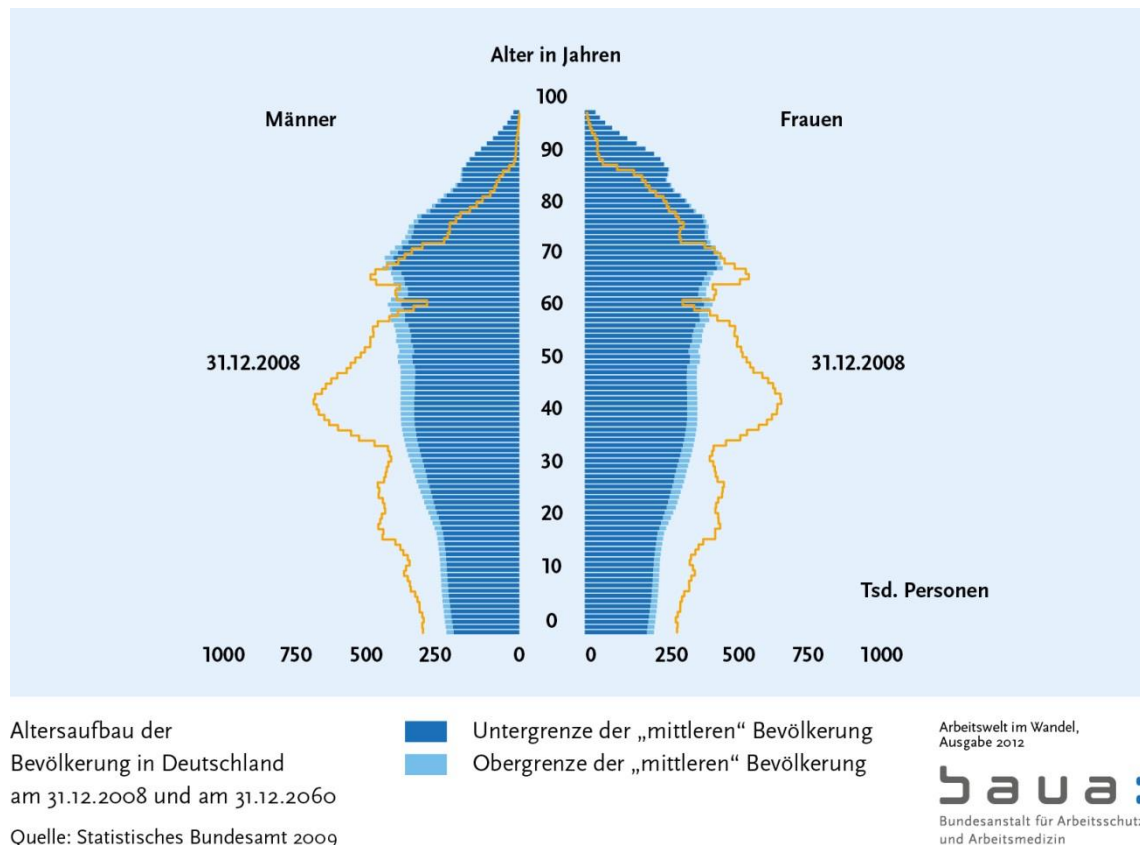 Alter in Jahren
100
Männer
Frauen
90
80
70
60
31.12.2008
50
31.12.2008
40
30
20
10
Tsd. Personen
0
1000 750 500 250 0 0 250 500 750 1000
Altersaufbau der
Bevölkerung in Deutschland
am 31.12.2008 und am 31.12.2060
Quelle: Statistisches Bundesamt 2009
Untergrenze der „mittleren“ Bevölkerung
Obergrenze der „mittleren“ Bevölkerung
Arbeitswelt im Wandel,
Ausgabe 2012
baua:
Bundesanstalt für Arbeitsschutz
und Arbeitsmedizin